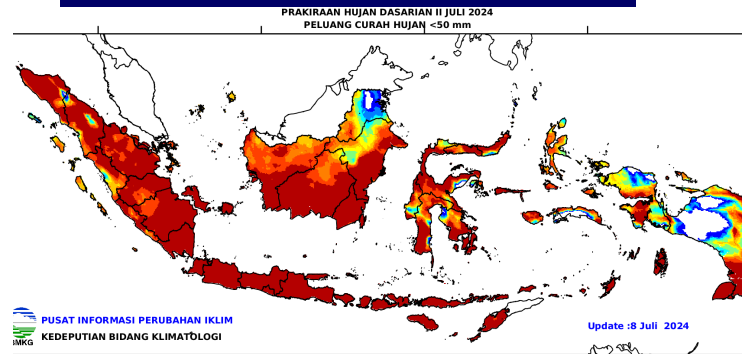 PRAKIRAAN HUJAN DASARIAN II JULI 2024
PELUANG CURAH HUJAN <50 mm
PUSAT INFORMASI PERUBAHAN IKLIM
Update :8 Juli 2024
BMKG KEDEPUTIAN BIDANG KLIMATOLOGI